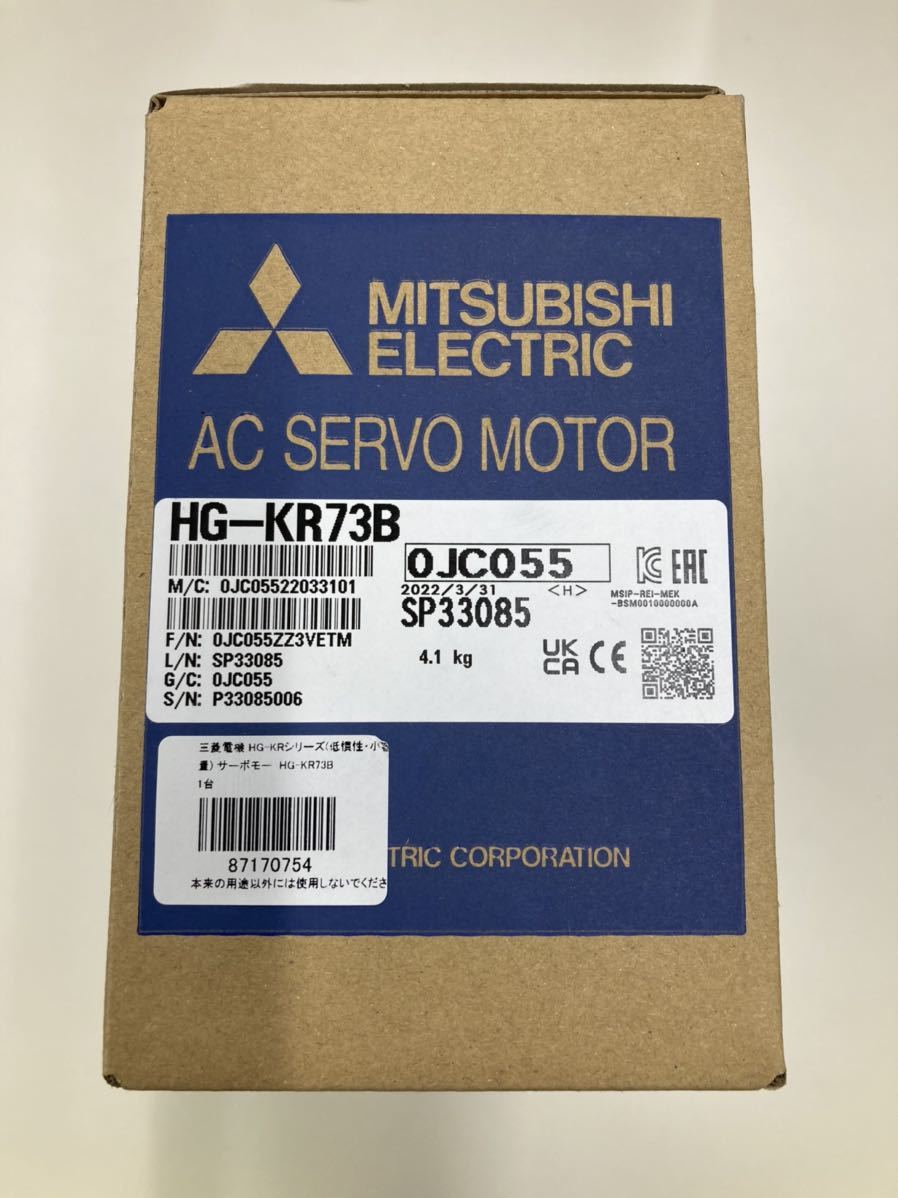 MITSUBISHI
ELECTRIC
AC SERVO MOTOR
HG-KR73B
M/C: 0JC05522033101
F/N: 0JC055ZZ3VETM
L/N: SP33085
G/C: 0JC055
S/N: P33085006
0JC055
2022/3/31 <H>
SP33085
4.1 kg
EAC
MSIP-REI-MEK
-BSM0010000000A
UK
CA CE
三菱電機 HG-KRシリーズ(低慣性・小容
量) サーボモー HG-KR73B
1台
87170754
本来の用途以外には使用しないでくださ
TRIC CORPORATION